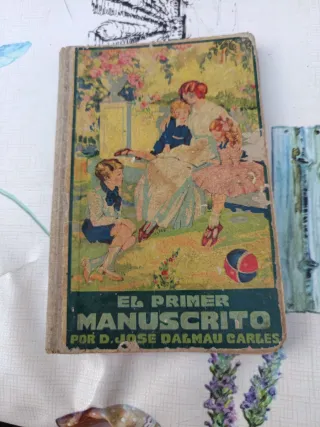 EL PRIMER
MANUSCRITO
POR D. JOSE DALMAU CARLES